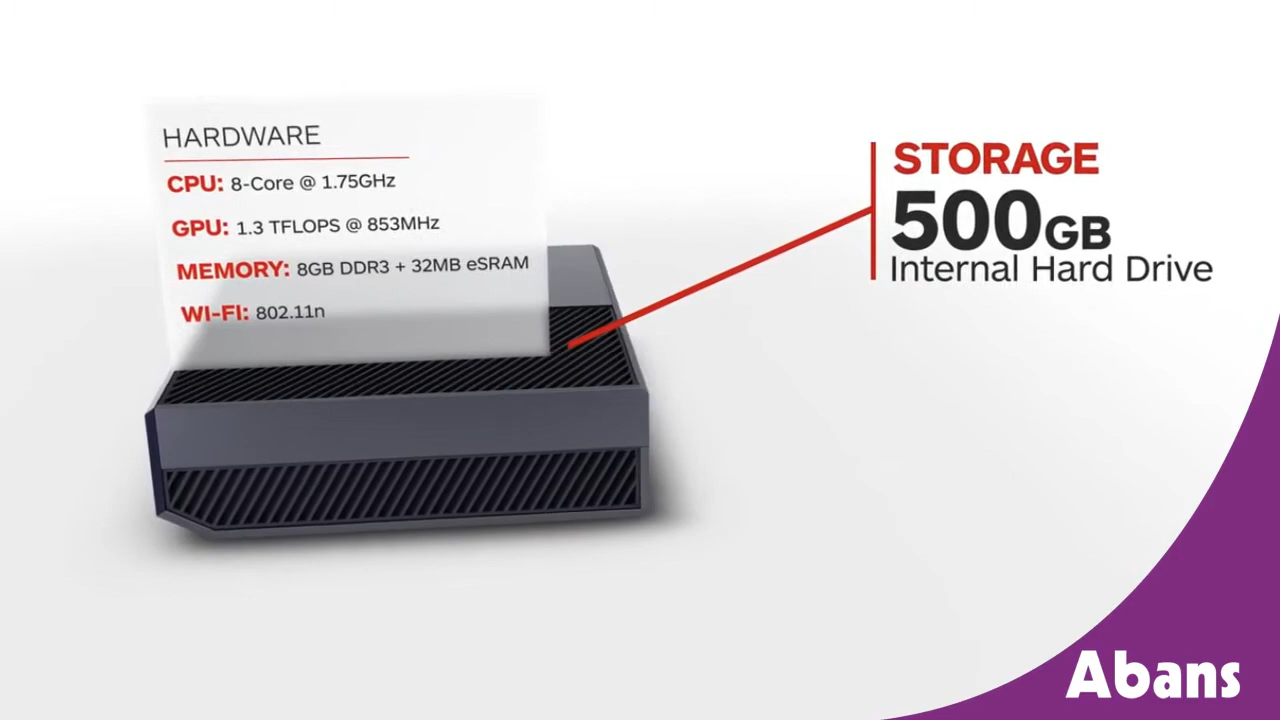 HARDWARE
CPU: 8-Core @ 1.75GHz
GPU: 1.3 TFLOPS @ 853MHz
MEMORY: 8GB DDR3 + 32MB eSRAM
WI-FI: 802.11n
STORAGE
500GB
Internal Hard Drive
Abans